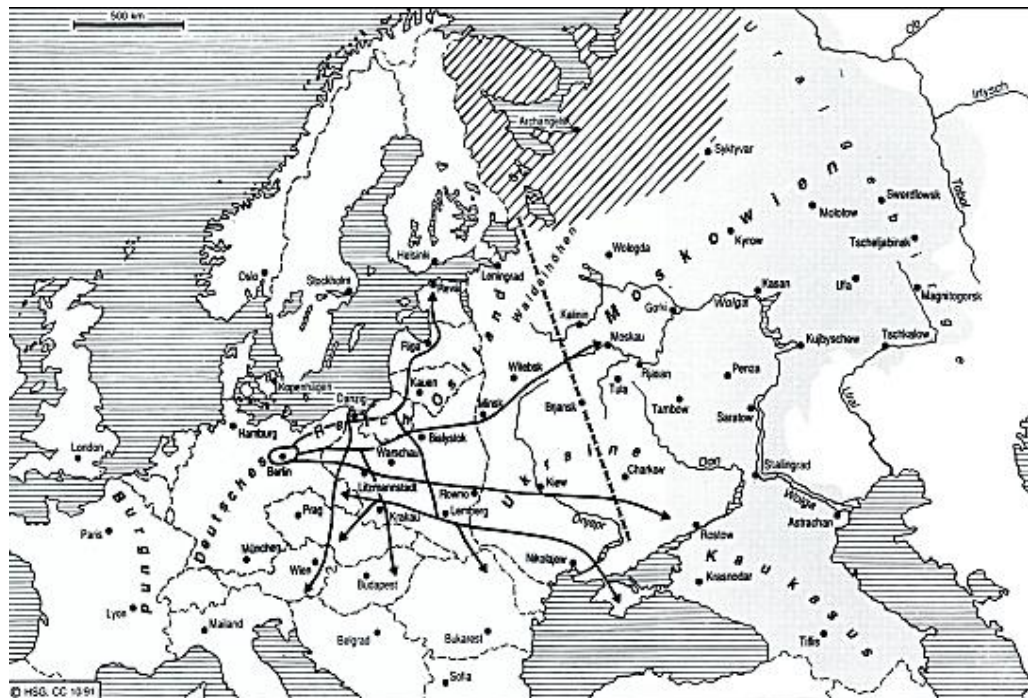 500 km
Ob
Irtysch
Archangelsk
Syktyvar
Ural-Gebirge
Tobol
Swerdlowsk
Molotow
Moskowien
Kyrow
Tscheljabinsk
Wologda
Waldaihöhen
Helsinki
Leningrad
Oslo
Stockholm
Reval
Kasan
Ufa
Magnitogorsk
Wolga
Gorki
Kalinin
Riga
Moskau
Kujbyschew
Tschkalow
Ostland
Witebsk
Rjasan
Tula
Pensa
Kopenhagen
Kauen
Danzig
Minsk
Brjansk
Tambow
Saratow
Ural
Hamburg
Reich
Bialystok
London
Berlin
Warschau
Ukraine
Charkow
Don
Stalingrad
Litzmannstadt
Rowno
Kiew
Wolga
Burgund
Deutsches
Prag
Krakau
Lemberg
Astrachan
Paris
Dnjepr
Rostow
München
Wien
Nikolajew
Kaukasus
Budapest
Krasnodar
Lyon
Mailand
Belgrad
Bukarest
Tiflis
Sofia
© HSG, CC 10-91